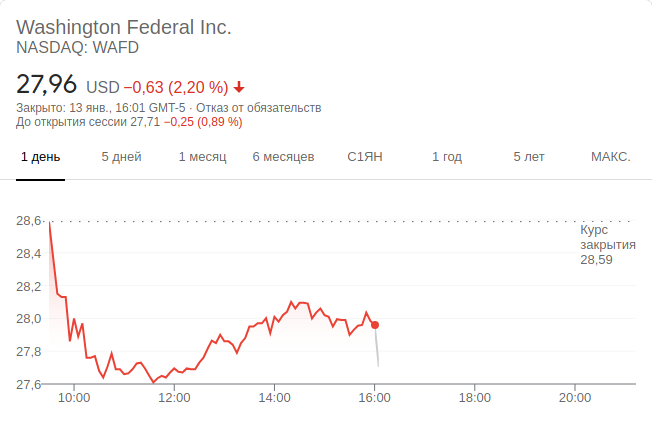 Washington Federal Inc.
NASDAQ: WAFD
27,96 USD −0,63 (2,20 %)
Закрыто: 13 янв., 16:01 GMT-5 · Отказ от обязательств
До открытия сессии 27,71 −0,25 (0,89 %)
1 день 5 дней 1 месяц 6 месяцев С1ЯН 1 год 5 лет МАКС.
28,6
Курс
закрытия
28,59
28,4
28,2
28,0
27,8
27,6
10:00 12:00 14:00 16:00 18:00 20:00